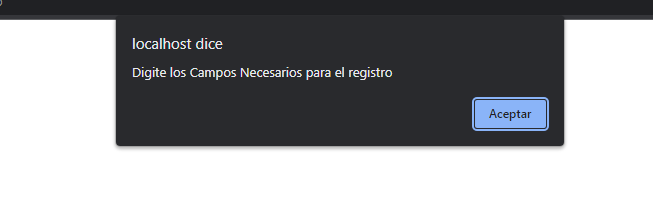 localhost dice
Digite los Campos Necesarios para el registro
Aceptar